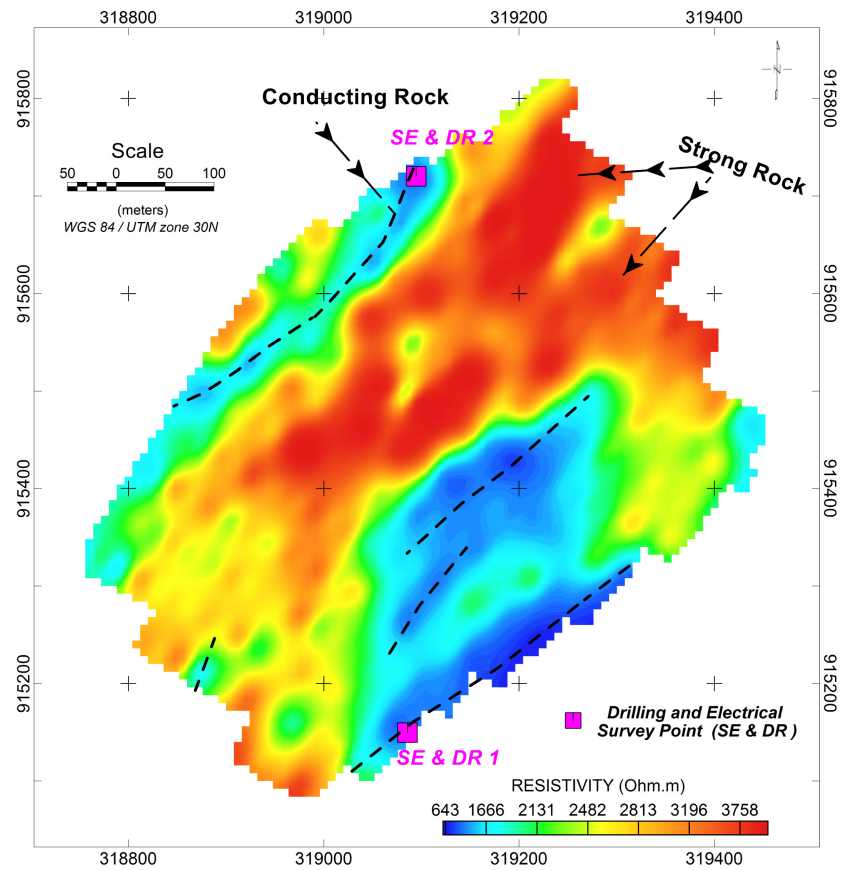 318800 319000 319200 319400
915800
915800
Conducting Rock
SE & DR 2
Strong Rock
Scale
50 0 50 100
(meters)
WGS 84 / UTM zone 30N
N
915600
915600
915400
915400
915200
915200
Drilling and Electrical
Survey Point (SE & DR )
SE & DR 1
RESISTIVITY (Ohm.m)
643 1666 2131 2482 2813 3196 3758
318800 319000 319200 319400